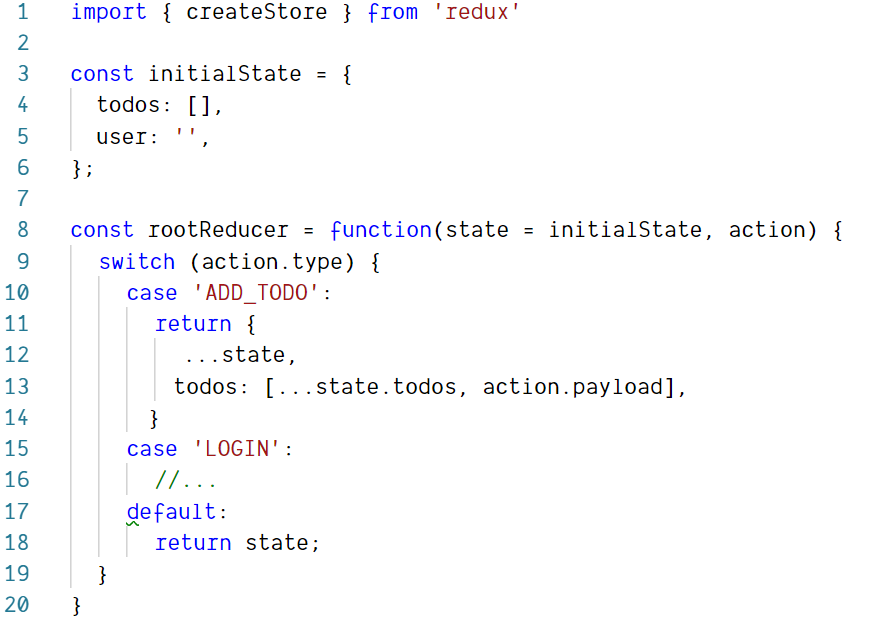 1 import { createStore } from 'redux'
2
3 const initialState = {
4   todos: [],
5   user: '',
6 };
7
8 const rootReducer = function(state = initialState, action) {
9   switch (action.type) {
10     case 'ADD_TODO':
11       return {
12         ...state,
13        todos: [...state.todos, action.payload],
14       }
15     case 'LOGIN':
16       //...
17     default:
18       return state;
19   }
20 }